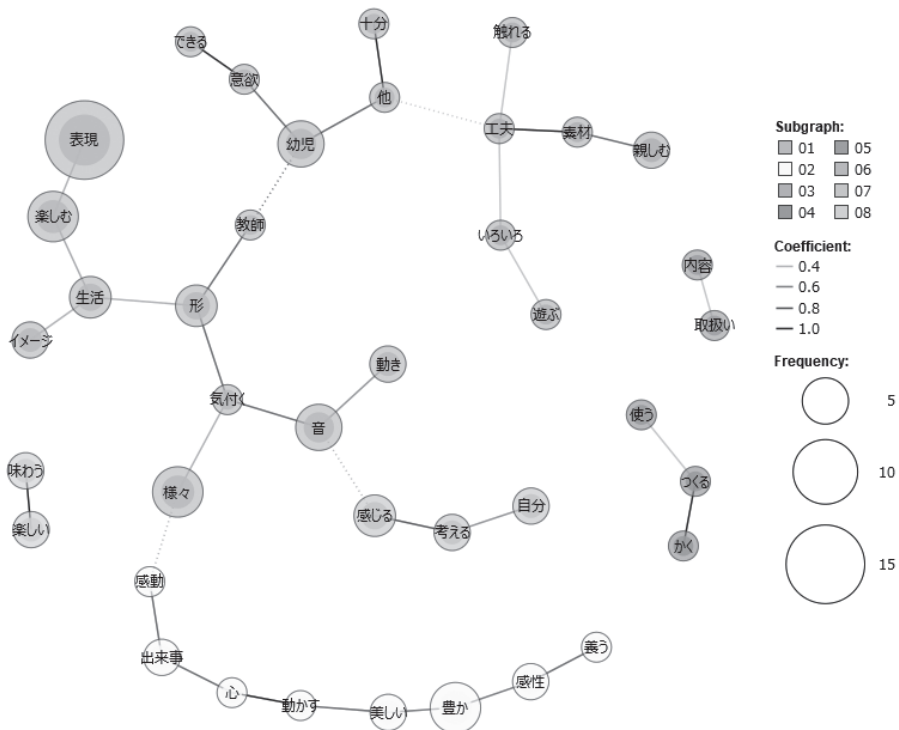 十分
できる
触れる
意欲
他
表現
幼児
工夫
素材
親しむ
楽しむ
教師
いろいろ
内容
生活
形
遊ぶ
取扱い
イメージ
動き
気付く
音
使う
味わう
様々
つくる
楽しい
感じる
考える
自分
かく
感動
出来事
心
動かす
美しい
豊か
感性
養う
Subgraph:
01 05
02 06
03 07
04 08
Coefficient:
0.4
0.6
0.8
1.0
Frequency:
5
10
15